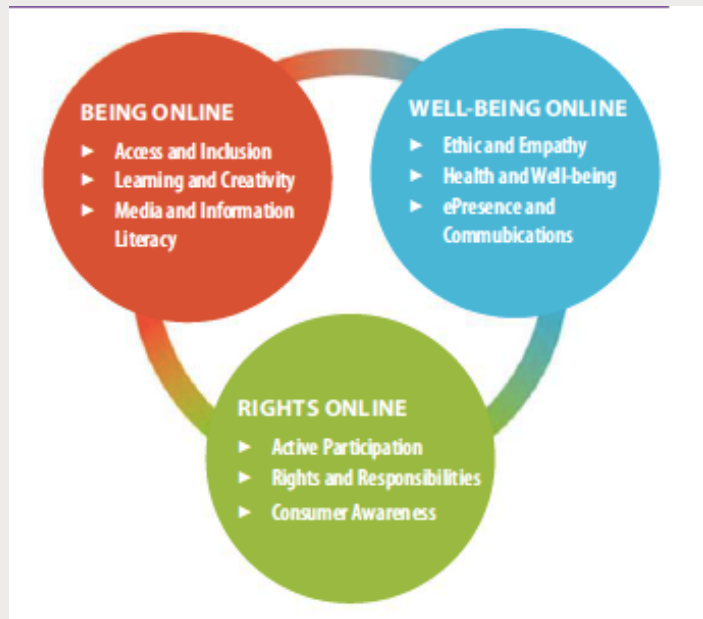 BEING ONLINE
► Access and Inclusion
► Learning and Creativity
► Media and Information
Literacy
WELL-BEING ONLINE
► Ethic and Empathy
► Health and Well-being
► ePresence and
Commubications
RIGHTS ONLINE
► Active Participation
► Rights and Responsibilities
► Consumer Awareness